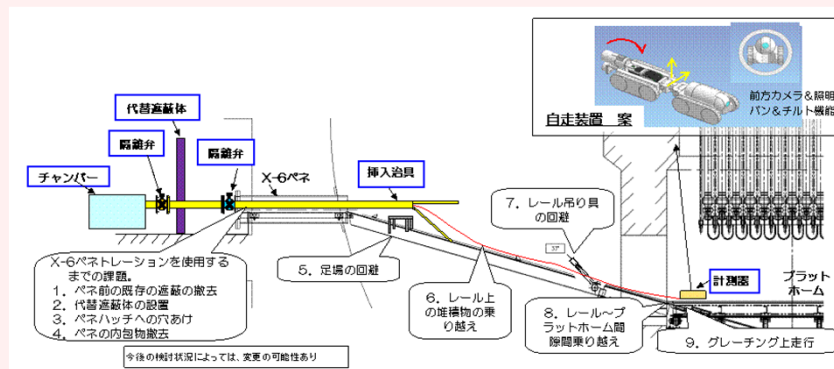 前方カメラ&照明
パン&チルト機能
自走装置 案
代替遮蔽体
隔離弁
隔離弁
X-6ペネ
挿入治具
チャンバー
7. レール吊り具
の回避
X-6ペネトレーションを使用する
までの課題。
1. ペネ前の既存の遮蔽の撤去
2. 代替遮蔽体の設置
3. ペネハッチへの穴あけ
4. ペネの内包物撤去
5. 足場の回避
6. レール上
の堆積物の乗
り越え
計測器
プラット
ホーム
8. レール~プ
ラットホーム間
隙間乗り越え
9. グレーチング上走行
今後の検討状況によっては、変更の可能性あり